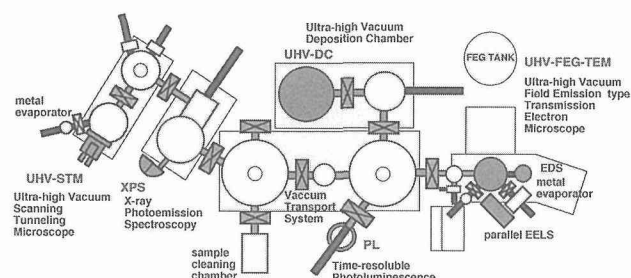 Ultra-high Vacuum
Deposition Chamber
UHV-DC
FEG TANK
UHV-FEG-TEM
Ultra-high Vacuum
Field Emission type
Transmission
Electron
Microscope
metal
evaporator
UHV-STM
Ultra-high Vacuum
Scanning
Tunneling
Microscope
XPS
X-ray
Photoemission
Spectroscopy
Vaccum
Transport
System
EDS
metal
evaporator
parallel EELS
sample
cleaning
chamber
PL
Time-resoluble
Photoluminescence